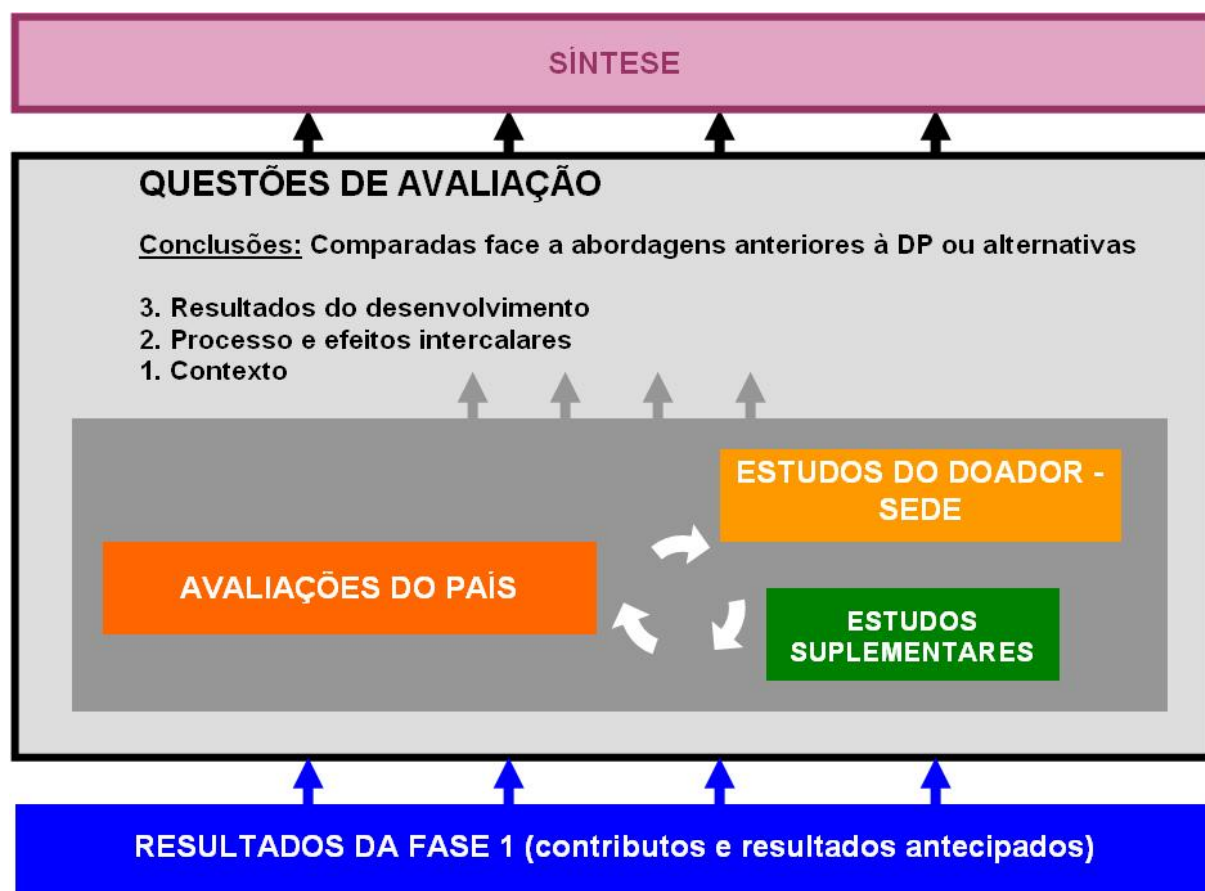 SÍNTESE
QUESTÕES DE AVALIAÇÃO
Conclusões: Comparadas face a abordagens anteriores à DP ou alternativas
3. Resultados do desenvolvimento
2. Processo e efeitos intercalares
1. Contexto
ESTUDOS DO DOADOR -
SEDE
AVALIAÇÕES DO PAÍS
ESTUDOS
SUPLEMENTARES
RESULTADOS DA FASE 1 (contributos e resultados antecipados)